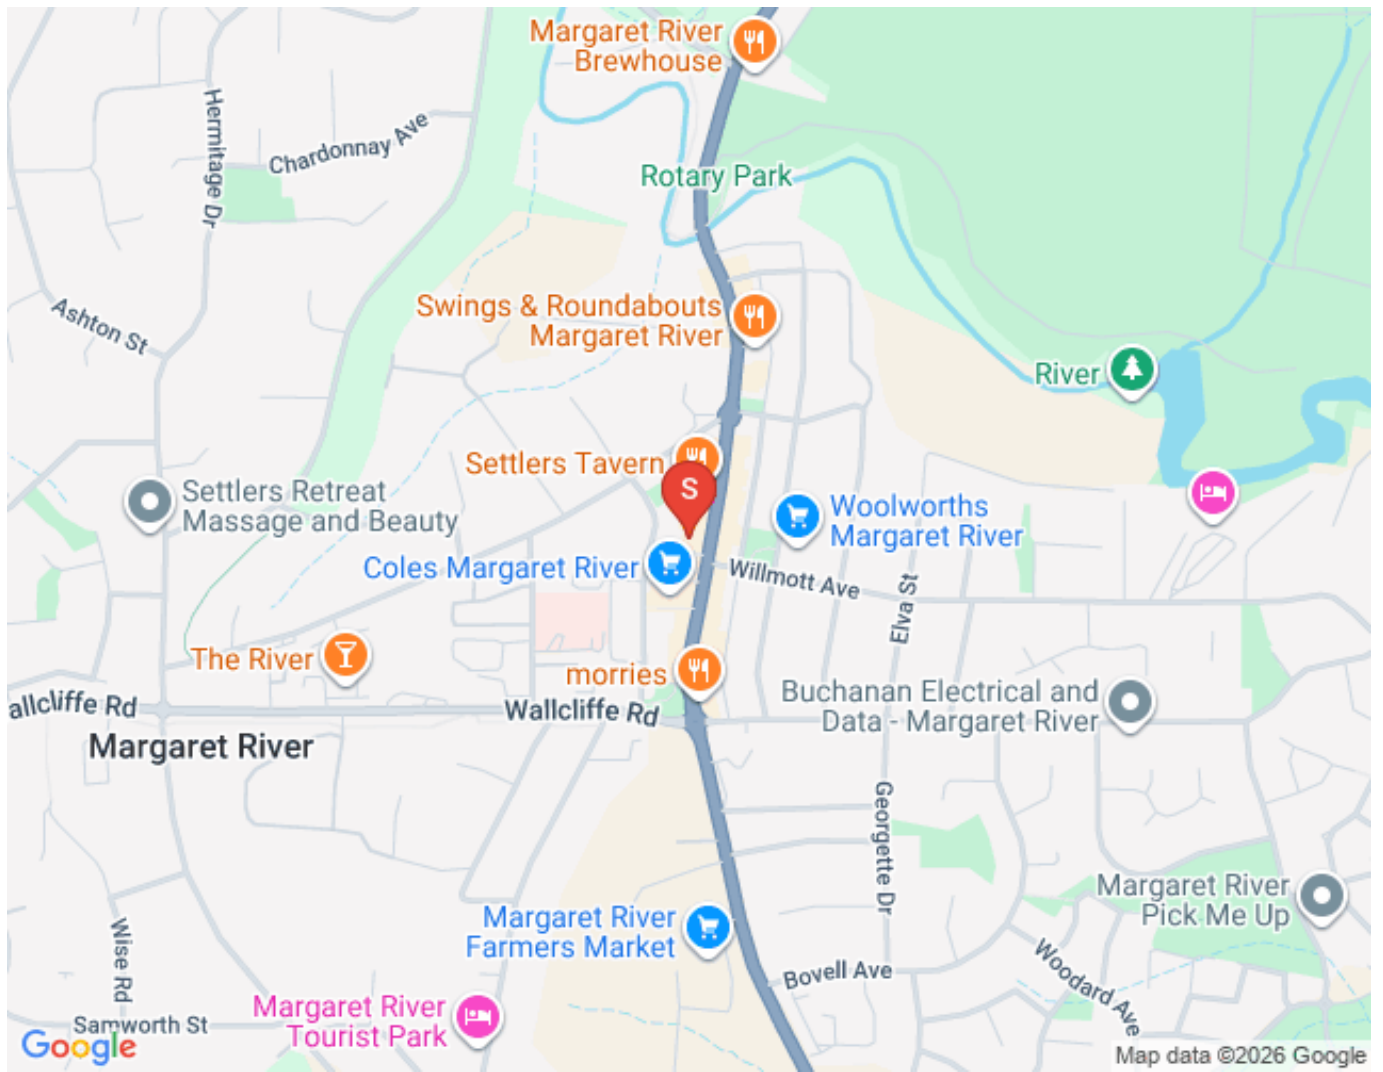 Margaret River
Brewhouse
Hermitage Dr
Chardonnay Ave
Rotary Park
Ashton St
Swings & Roundabouts
Margaret River
River
Settlers Tavern
S
Settlers Retreat
Massage and Beauty
Woolworths
Margaret River
Coles Margaret River
Willmott Ave
Elva St
The River
morries
Buchanan Electrical and
Data - Margaret River
allcliffe Rd
Wallcliffe Rd
Margaret River
Georgette Dr
Margaret River
Pick Me Up
Margaret River
Farmers Market
Wise Rd
Bovell Ave
Woodard Ave
Margaret River
Tourist Park
Samworth St
Google
Map data ©2026 Google